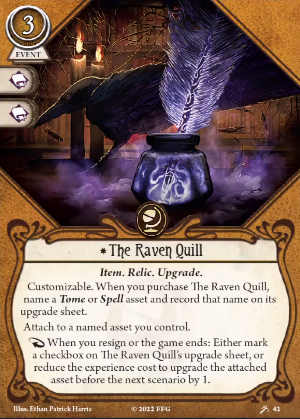 3
EVENT
*The Raven Quill
Item. Relic. Upgrade.
Customizable. When you purchase The Raven Quill,
name a Tome or Spell asset and record that name on its
upgrade sheet.
Attach to a named asset you control.
When you resign or the game ends: Either mark
a checkbox on The Raven Quill's upgrade sheet, or
reduce the experience cost to upgrade the attached
asset before the next scenario by 1.
Illus. Ethan Patrick Harris © 2022 FFG 42